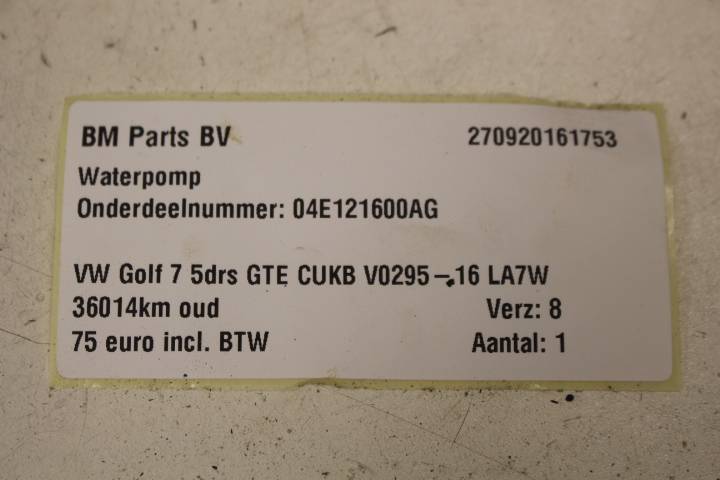 BM Parts BV 270920161753
Waterpomp
Onderdeelnummer: 04E121600AG
VW Golf 7 5drs GTE CUKB V0295-16 LA7W
36014km oud Verz: 8
75 euro incl. BTW Aantal: 1